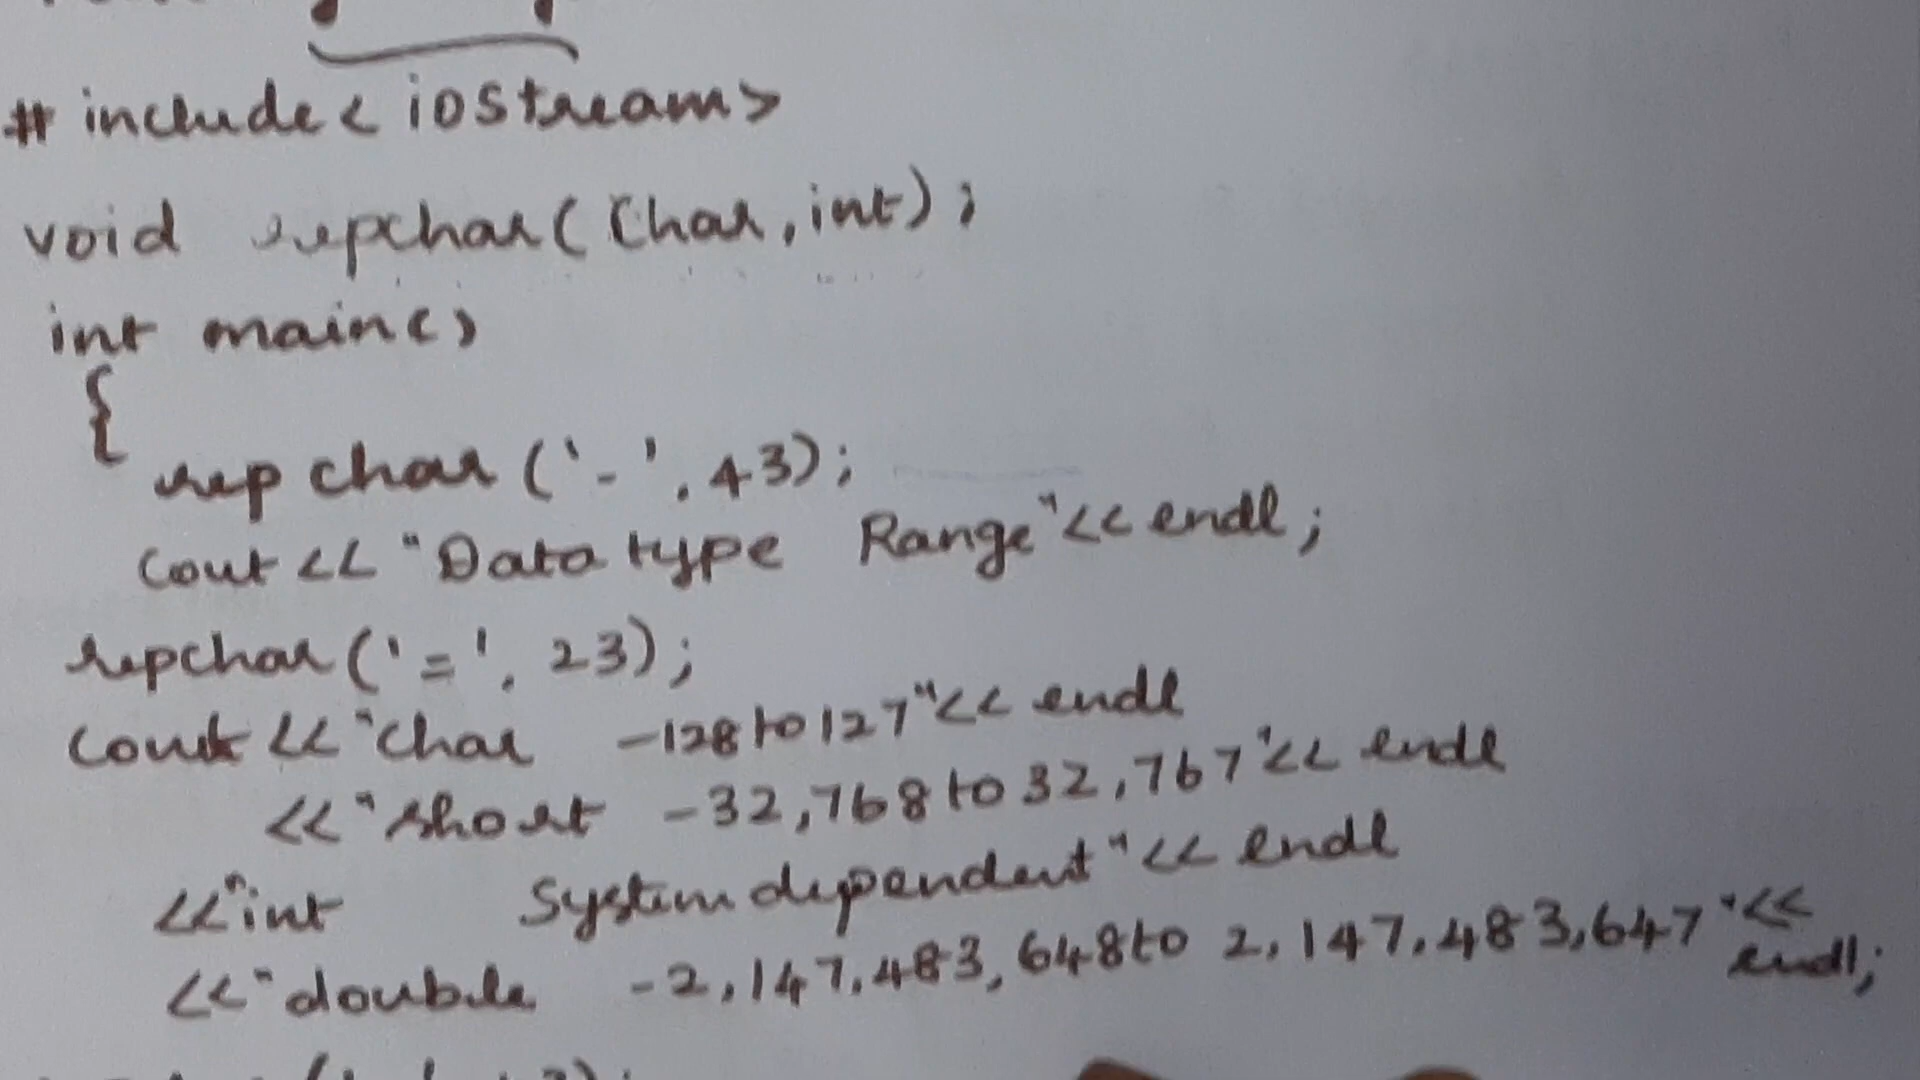 # include < iostream>
void repchar( Char, int);
int main()
{
rep char ('-', 43);
Cout << "Data type Range" << endl;
repchar ('=', 23);
Cout << "char -128 to 127" << endl
<< "short -32,768 to 32,767" << endl
<< "int System dependent" << endl
<< "double -2,147,483,648 to 2,147,483,647" <<
endl;